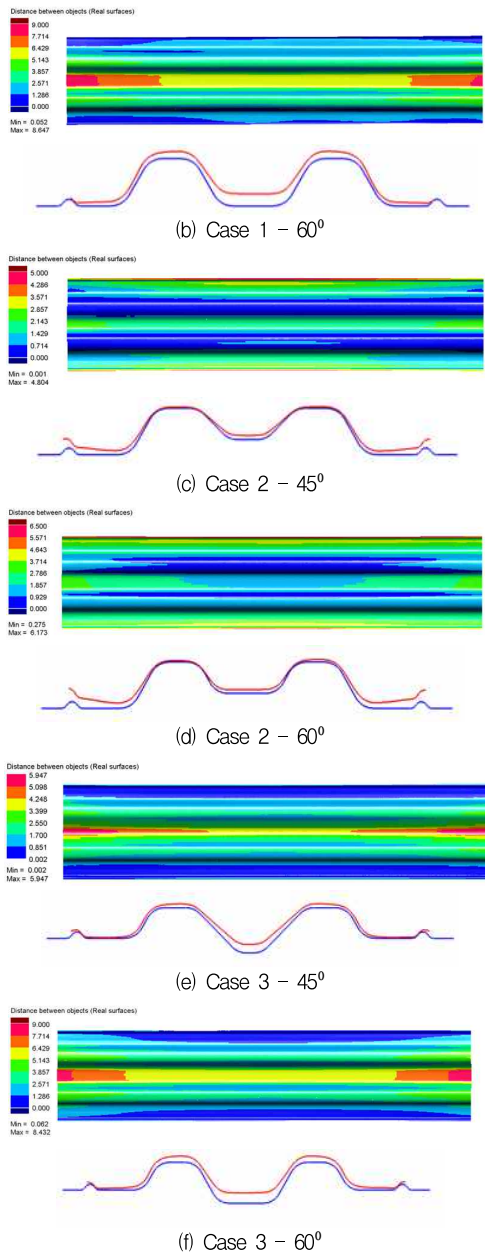 Distance between objects (Real surfaces)
9.000
7.714
6.429
5.143
3.857
2.571
1.286
0.000
Min = 0.052
Max = 8.647
(b) Case 1 - 60⁰
Distance between objects (Real surfaces)
5.000
4.286
3.571
2.857
2.143
1.429
0.714
0.000
Min = 0.001
Max = 4.804
(c) Case 2 - 45⁰
Distance between objects (Real surfaces)
6.500
5.571
4.643
3.714
2.786
1.857
0.929
0.000
Min = 0.275
Max = 6.173
(d) Case 2 - 60⁰
Distance between objects (Real surfaces)
5.947
5.098
4.248
3.399
2.550
1.700
0.851
0.002
Min = 0.002
Max = 5.947
(e) Case 3 - 45⁰
Distance between objects (Real surfaces)
9.000
7.714
6.429
5.143
3.857
2.571
1.286
0.000
Min = 0.062
Max = 8.432
(f) Case 3 - 60⁰